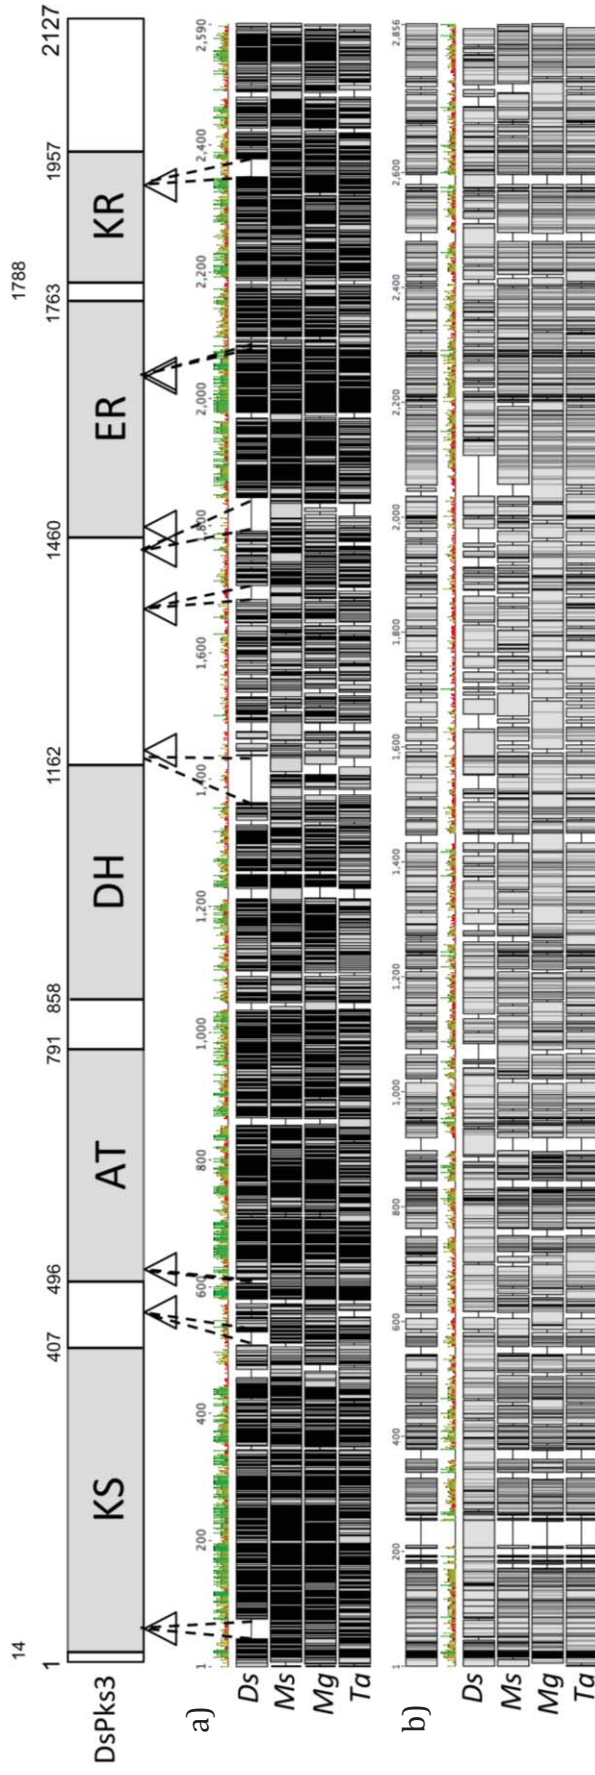 14 1788
1 407 496 791 858 1162 1460 1763 1957 2127
DsPks3 KS AT DH ER KR
a)
1 200 400 600 800 1,000 1,200 1,400 1,600 1,800 2,000 2,200 2,400 2,590
Ds
Ms
Mg
Ta
b)
1 200 400 600 800 1,000 1,200 1,400 1,600 1,800 2,000 2,200 2,400 2,600 2,856
Ds
Ms
Mg
Ta